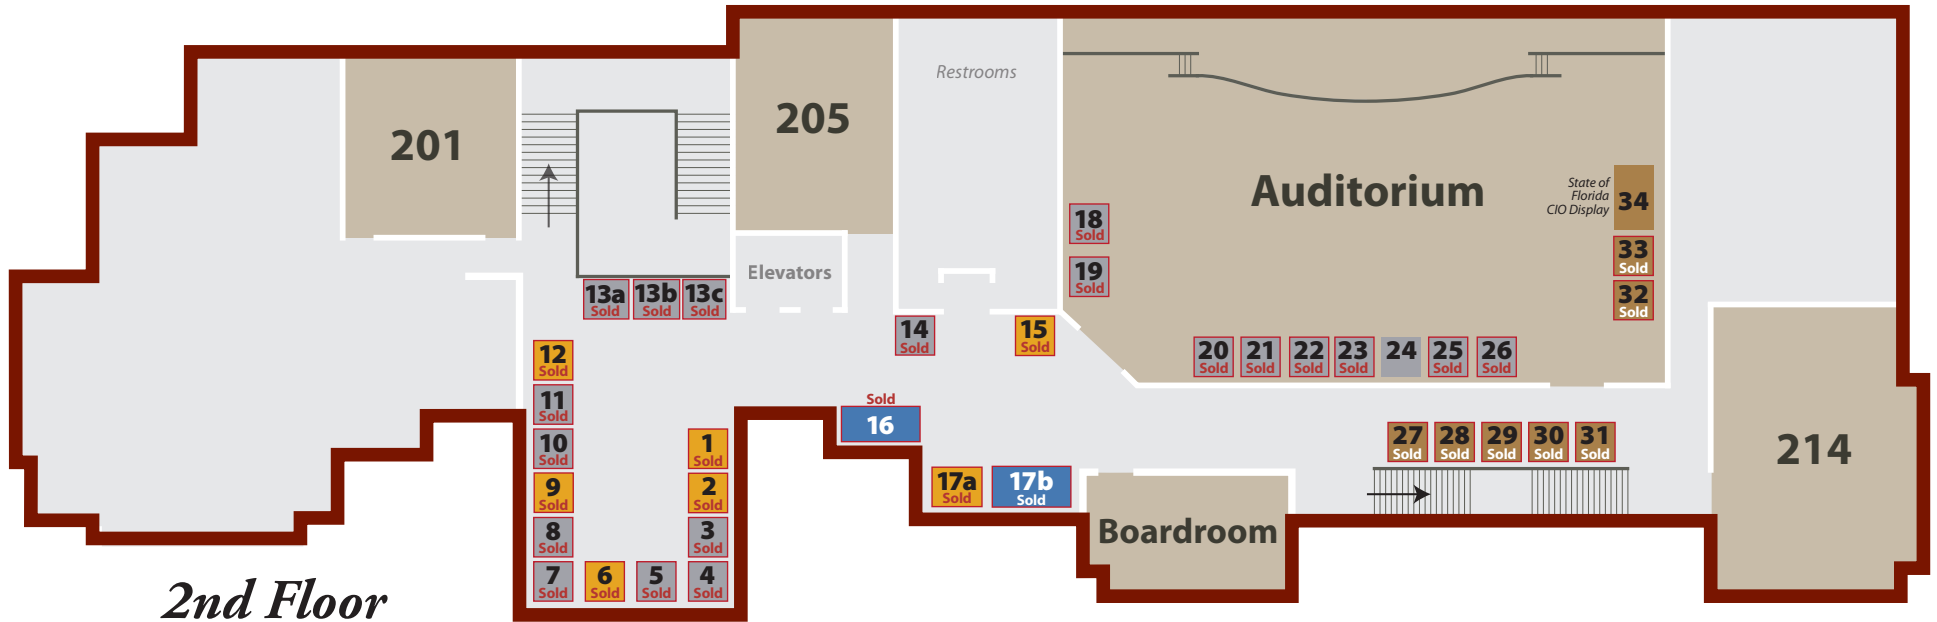 Restrooms
201
205
Auditorium
State of
Florida
CIO Display
34
33
Sold
32
Sold
18
Sold
19
Sold
Elevators
13a
Sold
13b
Sold
13c
Sold
14
Sold
15
Sold
20
Sold
21
Sold
22
Sold
23
Sold
24
25
Sold
26
Sold
12
Sold
11
Sold
10
Sold
9
Sold
8
Sold
7
Sold
6
Sold
5
Sold
4
Sold
3
Sold
2
Sold
1
Sold
Sold
16
17a
Sold
17b
Sold
27
Sold
28
Sold
29
Sold
30
Sold
31
Sold
214
Boardroom
2nd Floor